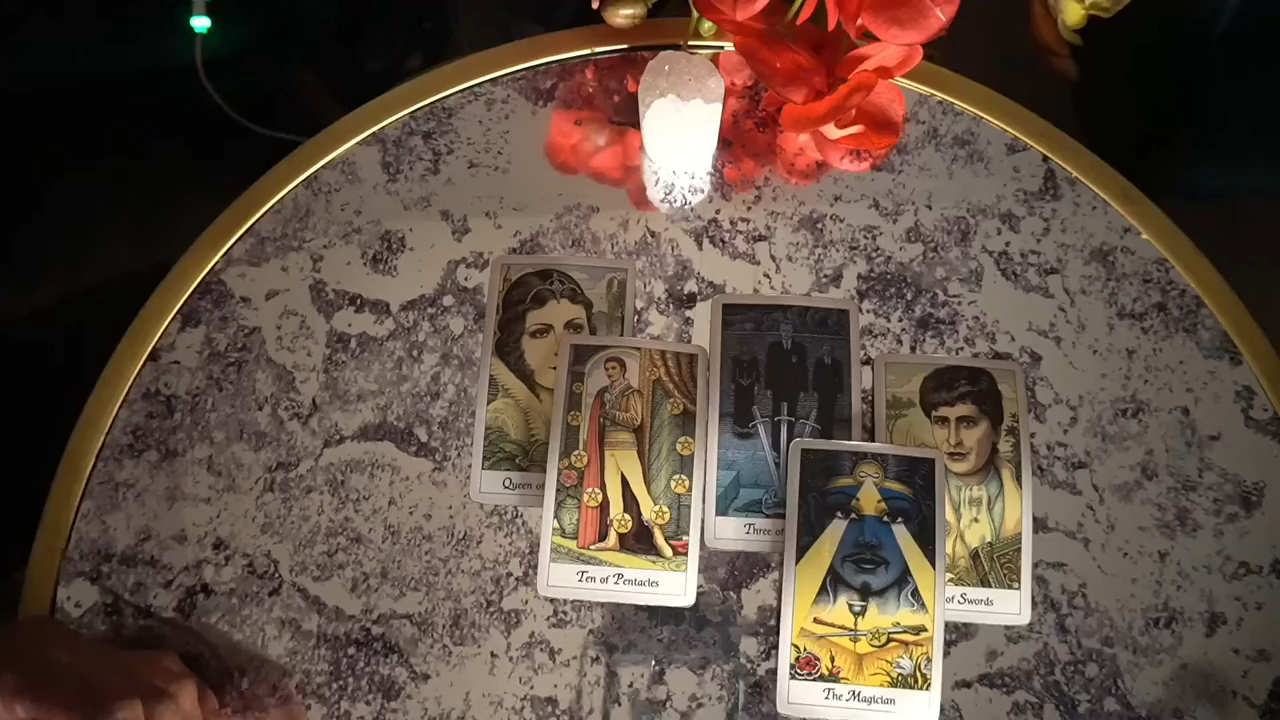 Queen of
Ten of Pentacles
Three of
of Swords
The Magician